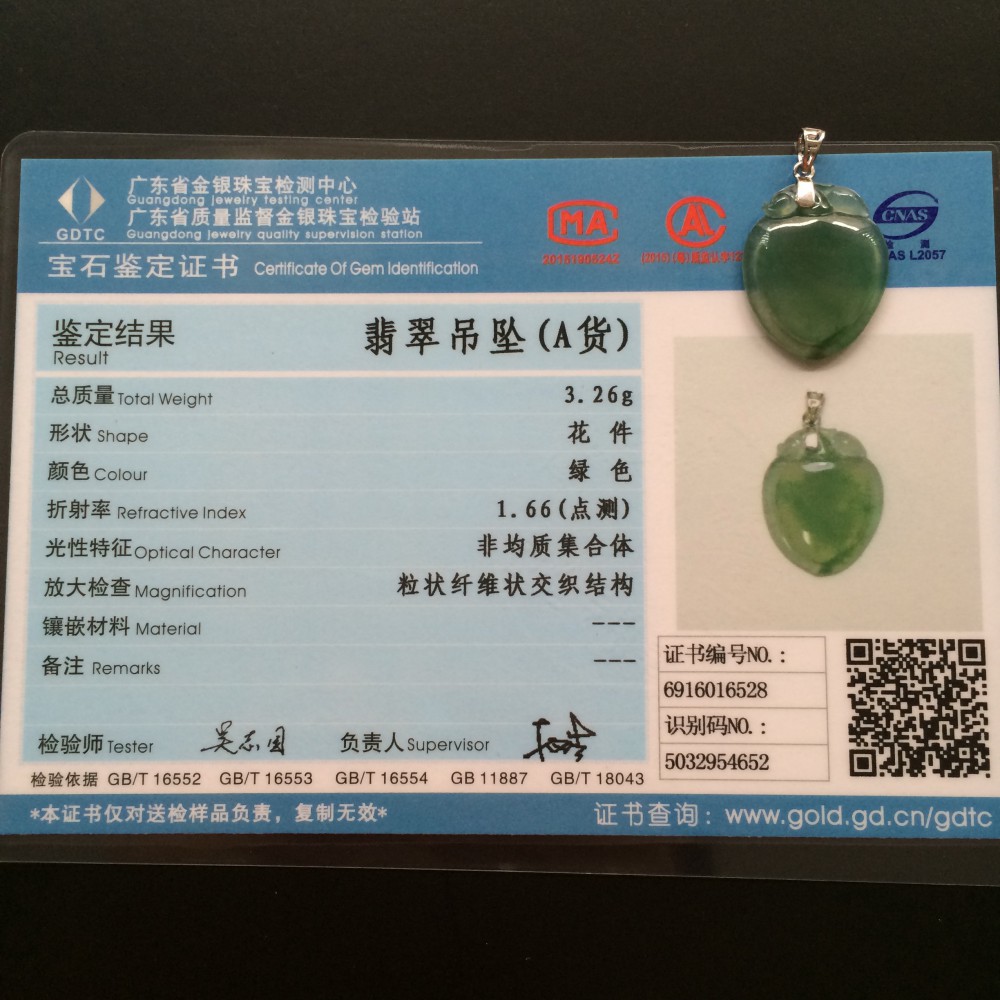 广东省金银珠宝检测中心
Guangdong jewelry testing center
广东省质量监督金银珠宝检验站
Guangdong jewelry quality supervision station
GDTC
宝石鉴定证书 Certificate Of Gem Identification
MA
CNAS
AS L2057
鉴定结果 翡翠吊坠(A货)
Result
总质量 Total Weight 3.26g
形状 Shape 花件
颜色 Colour 绿色
折射率 Refractive Index 1.66(点测)
光性特征 Optical Character 非均质集合体
放大检查 Magnification 粒状纤维状交织结构
镶嵌材料 Material ---
备注 Remarks ---
证书编号NO.:
6916016528
识别码NO.:
5032954652
检验师 Tester 负责人 Supervisor
检验依据 GB/T 16552 GB/T 16553 GB/T 16554 GB 11887 GB/T 18043
*本证书仅对送检样品负责，复制无效*
证书查询：www.gold.gd.cn/gdtc